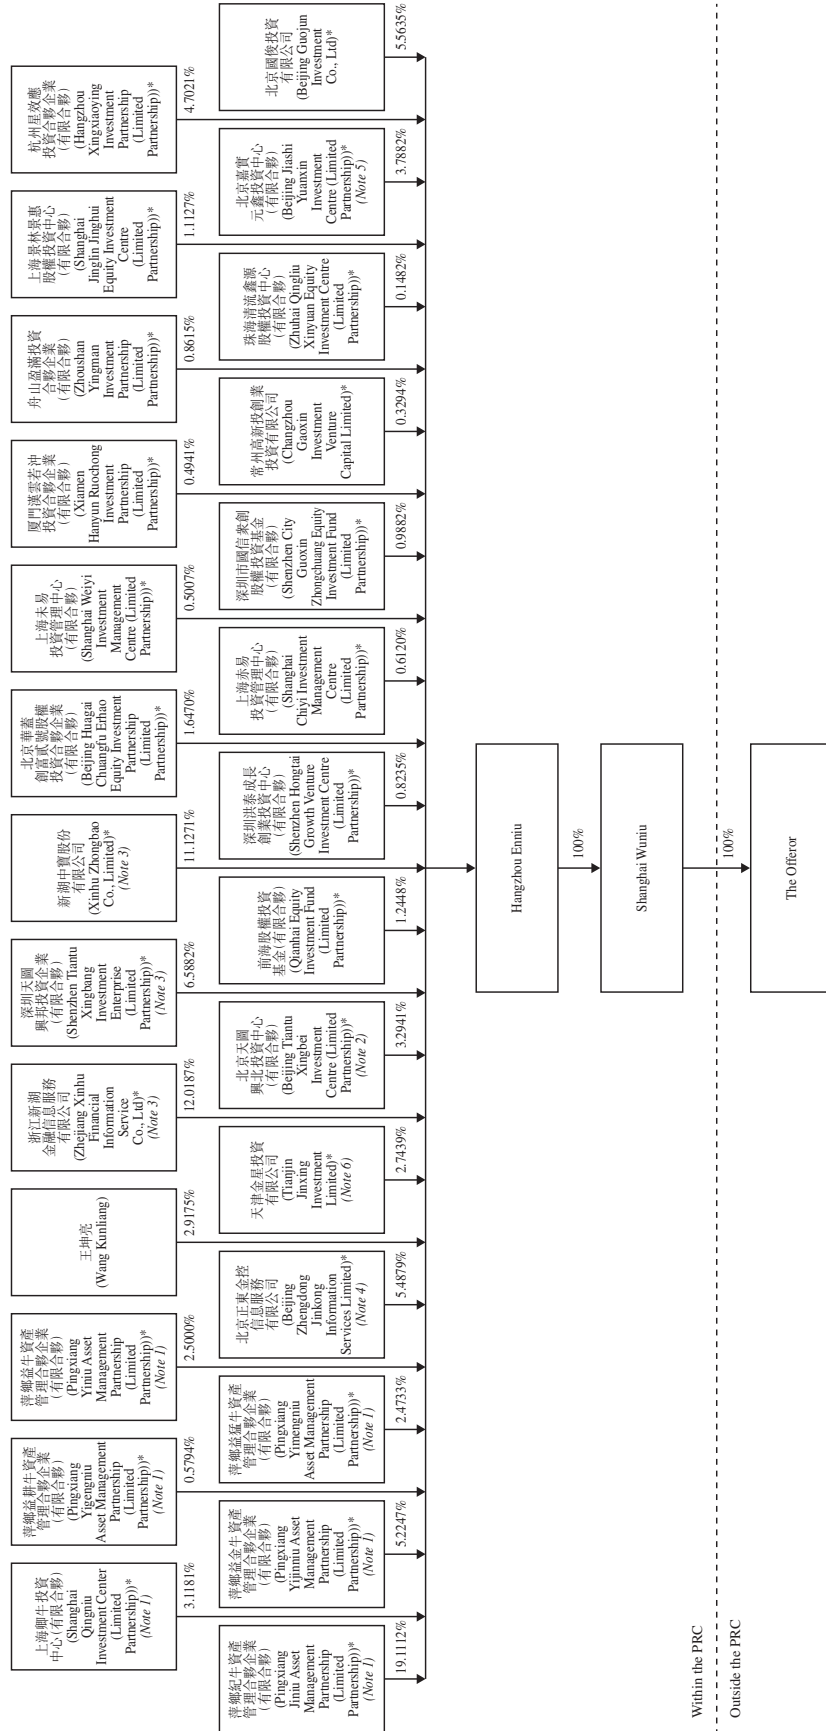 上海卿牛投資
中心(有限合夥)
(Shanghai
Qingniu
Investment Center
(Limited
Partnership))*
(Note 1)
3.1181%
萍鄉益耕牛資產
管理合夥企業
(有限合夥)
(Pingxiang
Yigengniu
Asset Management
Partnership
(Limited
Partnership))*
(Note 1)
0.5794%
萍鄉益牛資產
管理合夥企業
(有限合夥)
(Pingxiang
Yiniu Asset
Management
Partnership
(Limited
Partnership))*
(Note 1)
2.5000%
王坤亮
(Wang Kunliang)
2.9175%
浙江新湖
金融信息服務
有限公司
(Zhejiang Xinhu
Financial
Information
Service
Co., Ltd)*
(Note 3)
12.0187%
深圳天圖
興邦投資企業
(有限合夥)
(Shenzhen Tiantu
Xingbang
Investment
Enterprise
(Limited
Partnership))*
(Note 3)
6.5882%
新湖中寶股份
有限公司
(Xinhu Zhongbao
Co., Limited)*
(Note 3)
11.1271%
北京華蓋
創富貳號股權
投資合夥企業
(有限合夥)
(Beijing Huagai
Chuangfu Erhao
Equity Investment
Partnership
(Limited
Partnership))*
1.6470%
上海未易
投資管理中心
(有限合夥)
(Shanghai Weiyi
Investment
Management
Centre (Limited
Partnership))*
0.5007%
廈門漢雲若沖
投資合夥企業
(有限合夥)
(Xiamen
Hanyun Ruochong
Investment
Partnership
(Limited
Partnership))*
0.4941%
舟山盈滿投資
合夥企業
(有限合夥)
(Zhoushan
Yingman
Investment
Partnership
(Limited
Partnership))*
0.8615%
上海景林景惠
股權投資中心
(有限合夥)
(Shanghai
Jinglin Jinghui
Equity Investment
Centre
(Limited
Partnership))*
1.1127%
杭州星效應
投資合夥企業
(有限合夥)
(Hangzhou
Xingxiaoying
Investment
Partnership
(Limited
Partnership))*
4.7021%
萍鄉紀牛資產
管理合夥企業
(有限合夥)
(Pingxiang
Jiniu Asset
Management
Partnership
(Limited
Partnership))*
(Note 1)
19.1112%
萍鄉益金牛資產
管理合夥企業
(有限合夥)
(Pingxiang
Yijinniu Asset
Management
Partnership
(Limited
Partnership))*
(Note 1)
5.2247%
萍鄉益猛牛資產
管理合夥企業
(有限合夥)
(Pingxiang
Yimengniu
Asset Management
Partnership
(Limited
Partnership))*
(Note 1)
2.4733%
北京正東金控
信息服務
有限公司
(Beijing
Zhengdong
Jinkong
Information
Services Limited)*
(Note 4)
5.4879%
天津金星投資
有限公司
(Tianjin
Jinxing
Investment
Limited)*
(Note 6)
2.7439%
北京天圖
興北投資中心
(有限合夥)
(Beijing Tiantu
Xingbei
Investment
Centre (Limited
Partnership))*
(Note 2)
3.2941%
前海股權投資
基金(有限合夥)
(Qianhai Equity
Investment Fund
(Limited
Partnership))*
1.2448%
深圳洪泰成長
創業投資中心
(有限合夥)
(Shenzhen Hongtai
Growth Venture
Investment Centre
(Limited
Partnership))*
0.8235%
上海赤易
投資管理中心
(有限合夥)
(Shanghai
Chiyi Investment
Management
Centre
(Limited
Partnership))*
0.6120%
深圳市國信眾創
股權投資基金
(有限合夥)
(Shenzhen City
Guoxin
Zhongchuang Equity
Investment Fund
(Limited
Partnership))*
0.9882%
常州高新投創業
投資有限公司
(Changzhou
Gaoxin
Investment
Venture
Capital Limited)*
0.3294%
珠海清流鑫源
股權投資中心
(有限合夥)
(Zhuhai Qingliu
Xinyuan Equity
Investment Centre
(Limited
Partnership))*
0.1482%
北京嘉實
元鑫投資中心
(有限合夥)
(Beijing Jiashi
Yuanxin
Investment
Centre (Limited
Partnership))*
(Note 5)
3.7882%
北京國俊投資
有限公司
(Beijing Guojun
Investment
Co., Ltd)*
5.5635%
Hangzhou Enniu
100%
Shanghai Wuniu
Within the PRC
Outside the PRC
100%
The Offeror